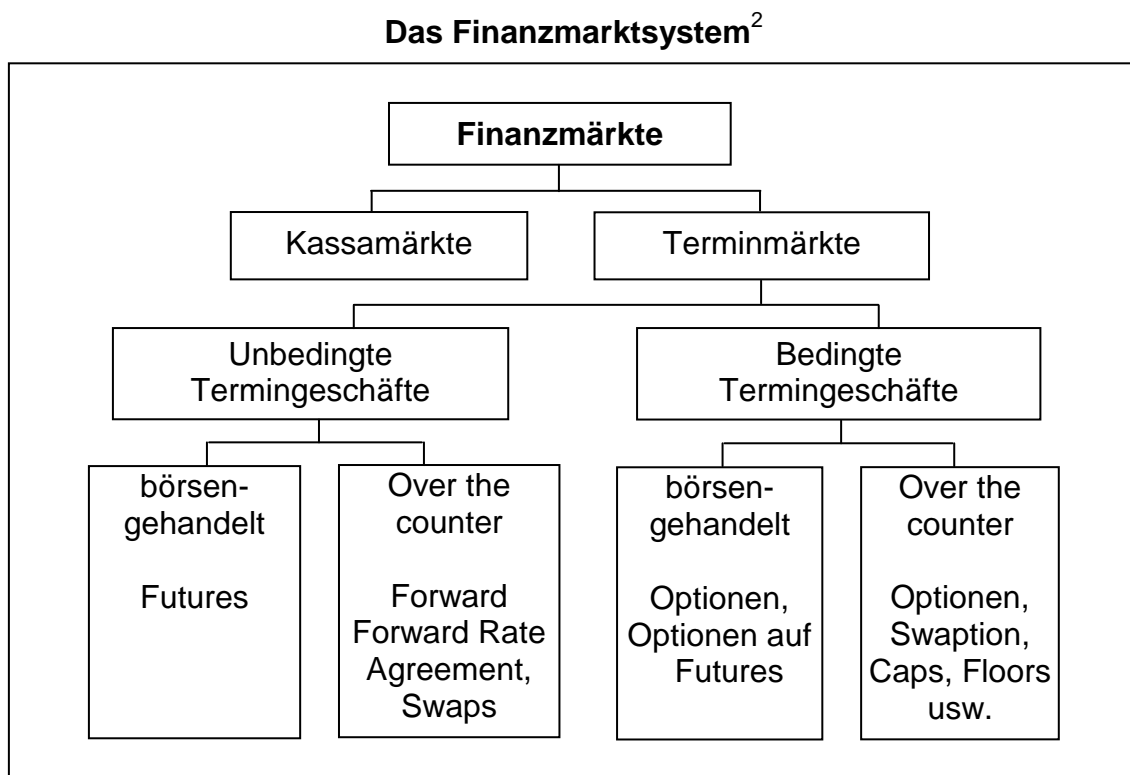 Das Finanzmarktsystem²
Finanzmärkte
Kassamärkte
Terminmärkte
Unbedingte
Termingeschäfte
Bedingte
Termingeschäfte
börsen-
gehandelt
Futures
Over the
counter
Forward
Forward Rate
Agreement,
Swaps
börsen-
gehandelt
Optionen,
Optionen auf
Futures
Over the
counter
Optionen,
Swaption,
Caps, Floors
usw.